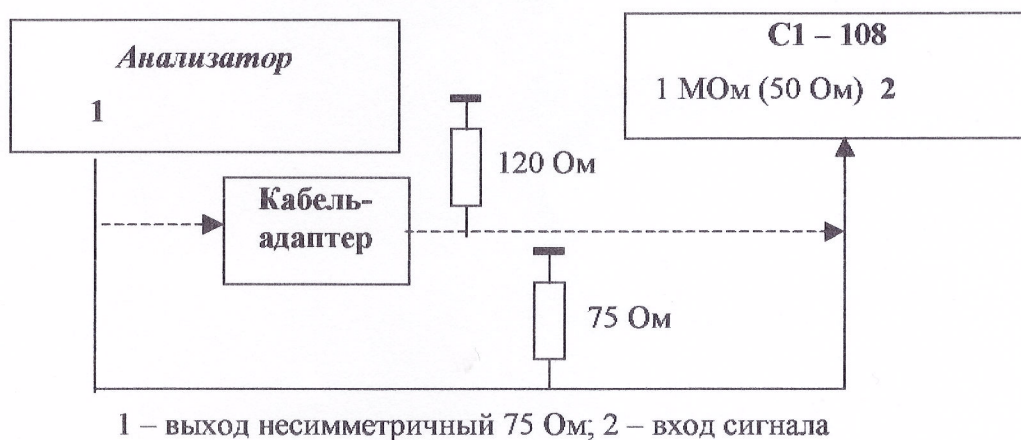 Анализатор
1
С1 – 108
1 МОм (50 Ом) 2
120 Ом
Кабель-
адаптер
75 Ом
1 – выход несимметричный 75 Ом; 2 – вход сигнала